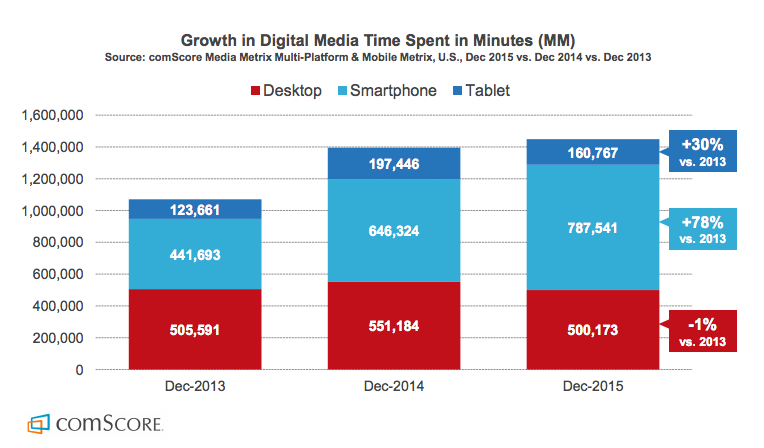 Growth in Digital Media Time Spent in Minutes (MM)
Source: comScore Media Metrix Multi-Platform & Mobile Metrix, U.S., Dec 2015 vs. Dec 2014 vs. Dec 2013
Desktop Smartphone Tablet
1,600,000
1,400,000
1,200,000
1,000,000
800,000
600,000
400,000
200,000
0
123,661
441,693
505,591
197,446
646,324
551,184
160,767
787,541
500,173
+30%
vs. 2013
+78%
vs. 2013
-1%
vs. 2013
Dec-2013 Dec-2014 Dec-2015
comScore.